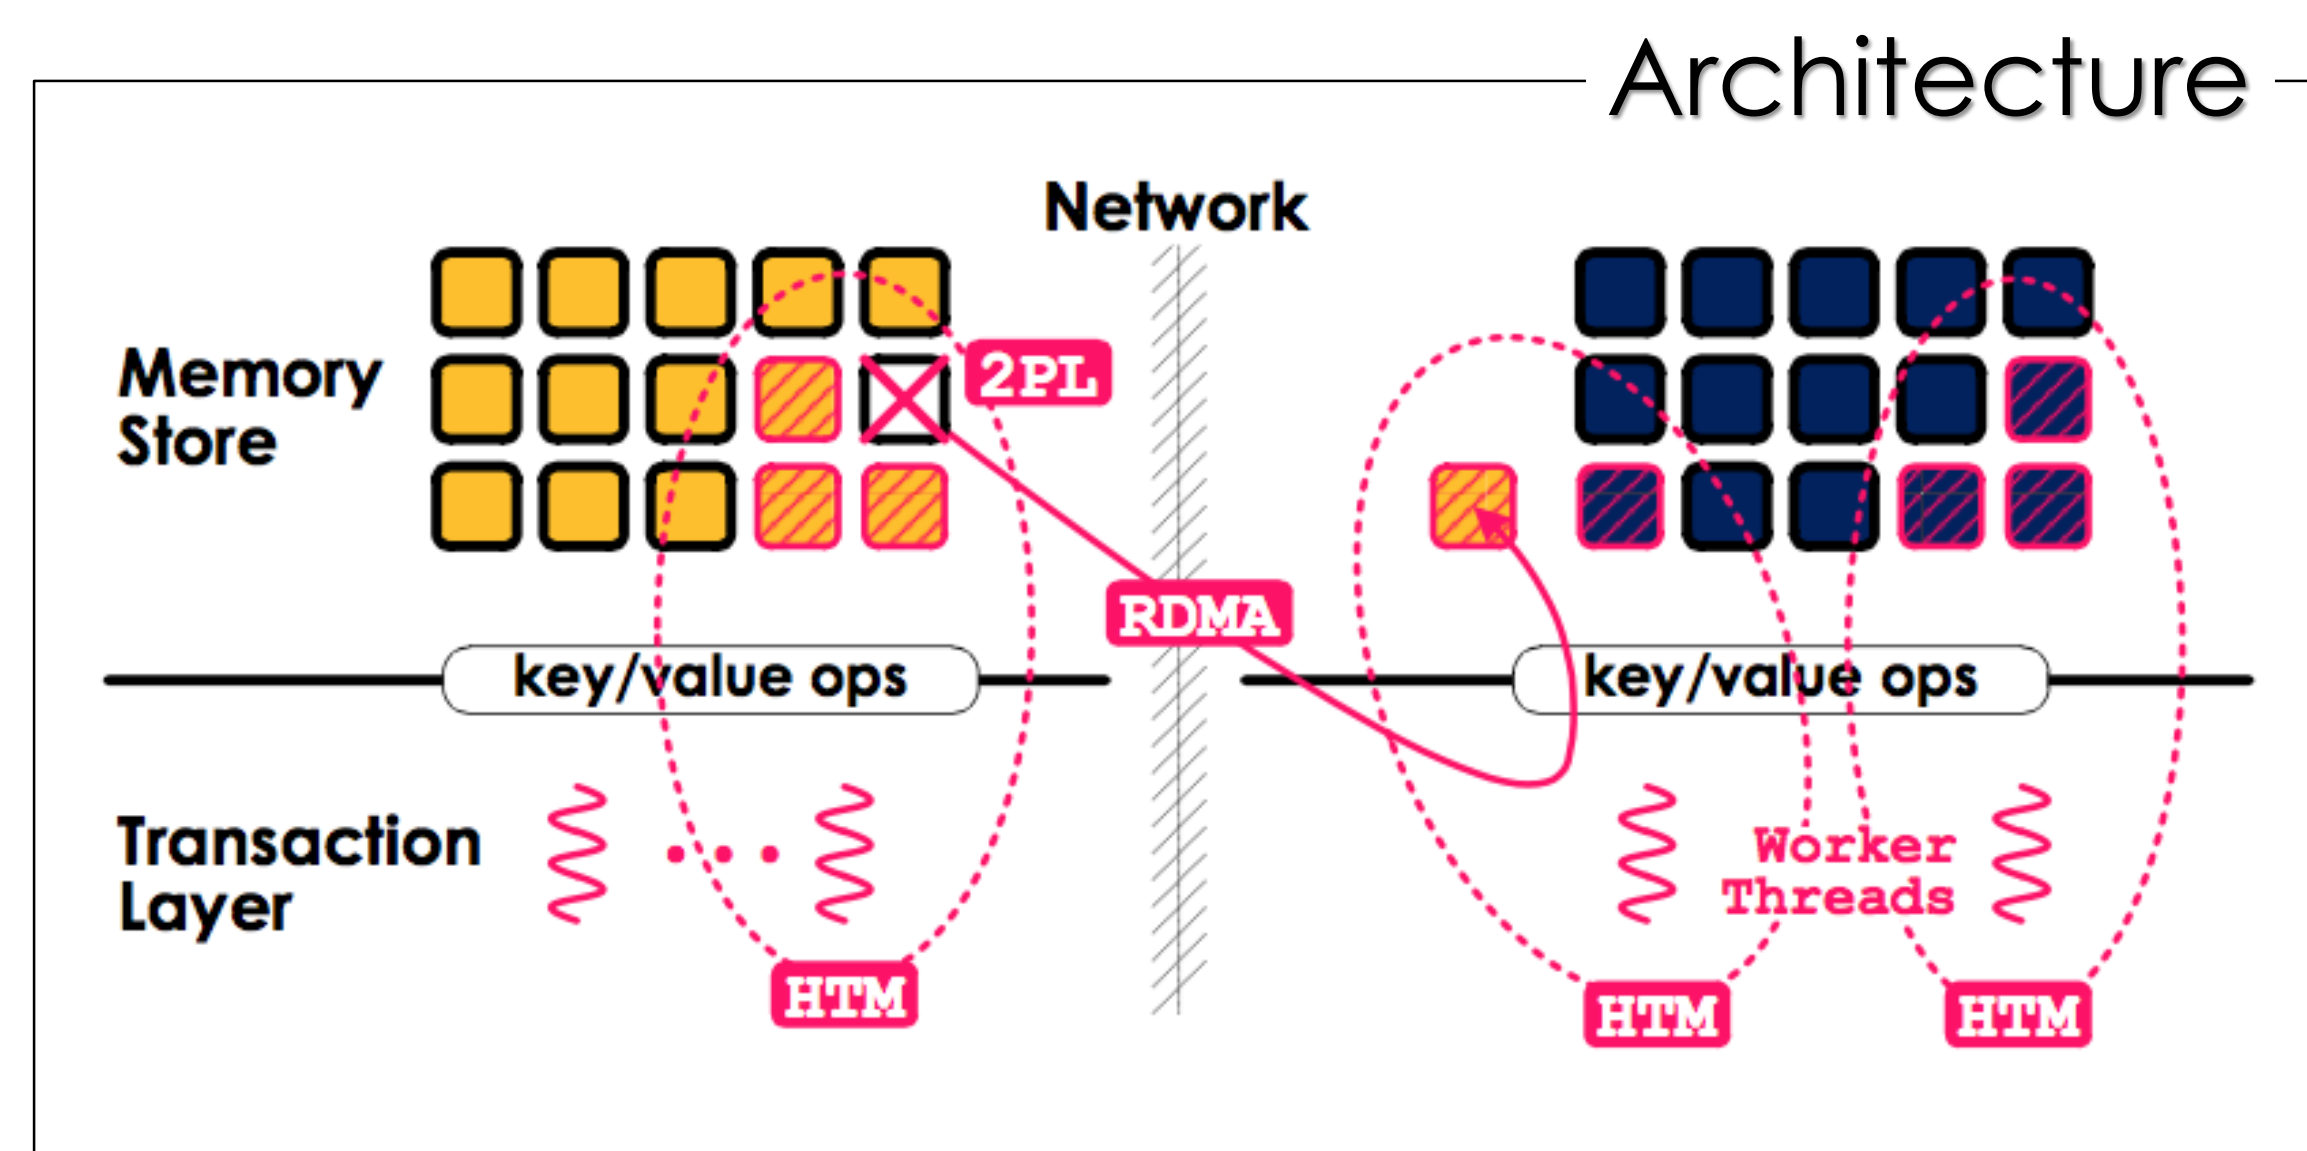 Architecture
Network
Memory
Store
2PL
RDMA
key/value ops
key/value ops
Transaction
Layer
Worker
Threads
HTM
HTM
HTM